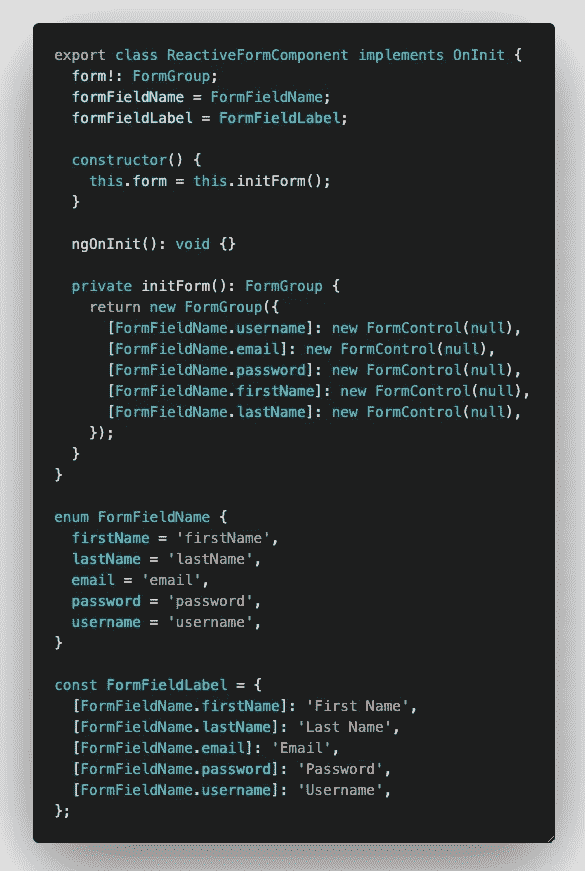 export class ReactiveFormComponent implements OnInit {
  form!: FormGroup;
  formFieldName = FormFieldName;
  formFieldLabel = FormFieldLabel;

  constructor() {
    this.form = this.initForm();
  }

  ngOnInit(): void {}

  private initForm(): FormGroup {
    return new FormGroup({
      [FormFieldName.username]: new FormControl(null),
      [FormFieldName.email]: new FormControl(null),
      [FormFieldName.password]: new FormControl(null),
      [FormFieldName.firstName]: new FormControl(null),
      [FormFieldName.lastName]: new FormControl(null),
    });
  }
}

enum FormFieldName {
  firstName = 'firstName',
  lastName = 'lastName',
  email = 'email',
  password = 'password',
  username = 'username',
}

const FormFieldLabel = {
  [FormFieldName.firstName]: 'First Name',
  [FormFieldName.lastName]: 'Last Name',
  [FormFieldName.email]: 'Email',
  [FormFieldName.password]: 'Password',
  [FormFieldName.username]: 'Username',
};